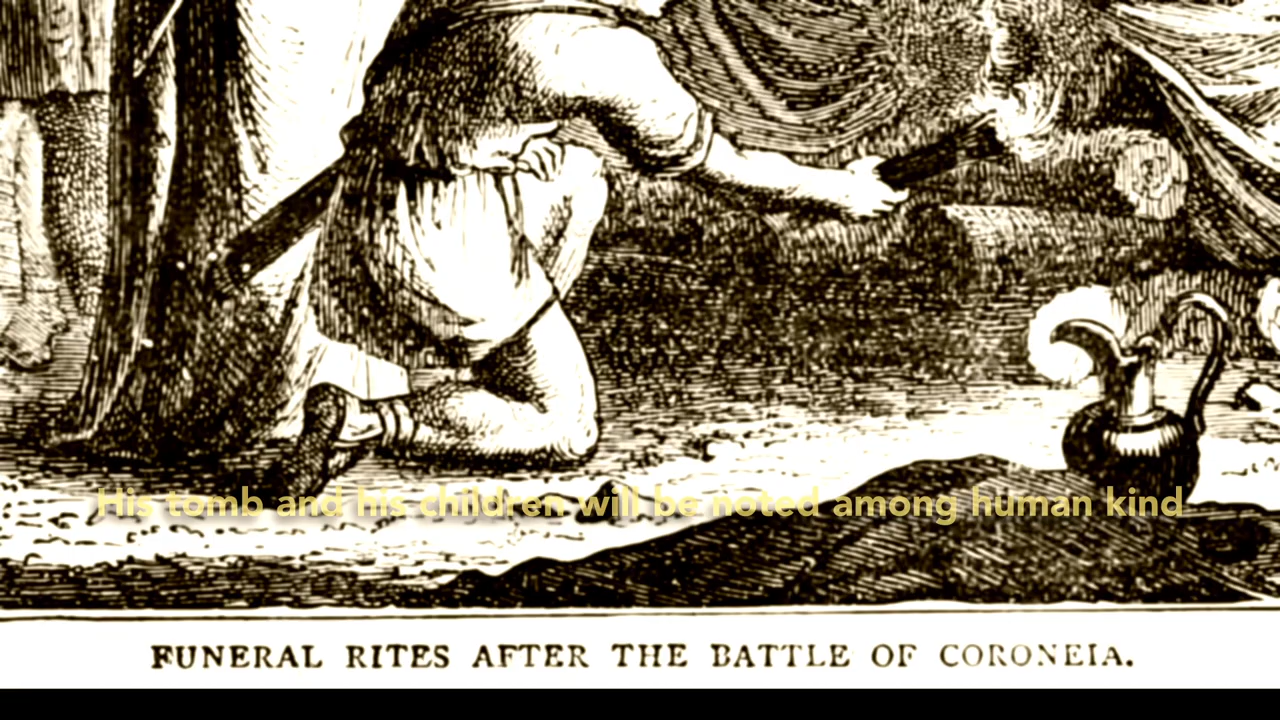 His tomb and his children will be noted among human kind
FUNERAL RITES AFTER THE BATTLE OF CORONEIA.